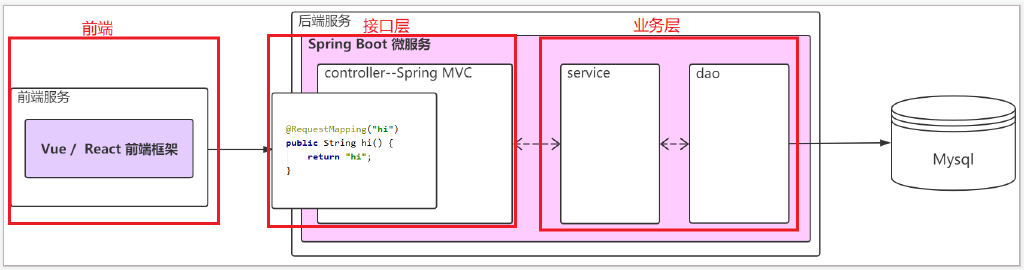 前端
后端服务
接口层
业务层
Spring Boot 微服务
controller--Spring MVC
service
dao
前端服务
Vue / React 前端框架
@RequestMapping("hi")
public String hi() {
return "hi";
}
Mysql